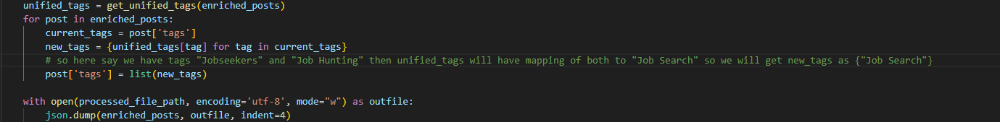 unified_tags = get_unified_tags(enriched_posts)
for post in enriched_posts:
    current_tags = post['tags']
    new_tags = {unified_tags[tag] for tag in current_tags}
    # so here say we have tags "Jobseekers" and "Job Hunting" then unified_tags will have mapping of both to "Job Search" so we will get new_tags as {"Job Search"}
    post['tags'] = list(new_tags)

with open(processed_file_path, encoding='utf-8', mode="w") as outfile:
    json.dump(enriched_posts, outfile, indent=4)